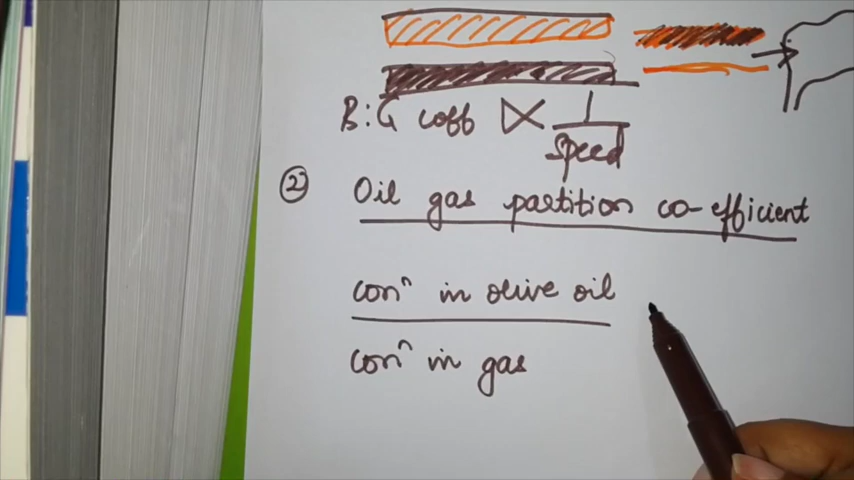 B:G coff ∝ 1
speed
② Oil gas partition co-efficient
conⁿ in olive oil
conⁿ in gas